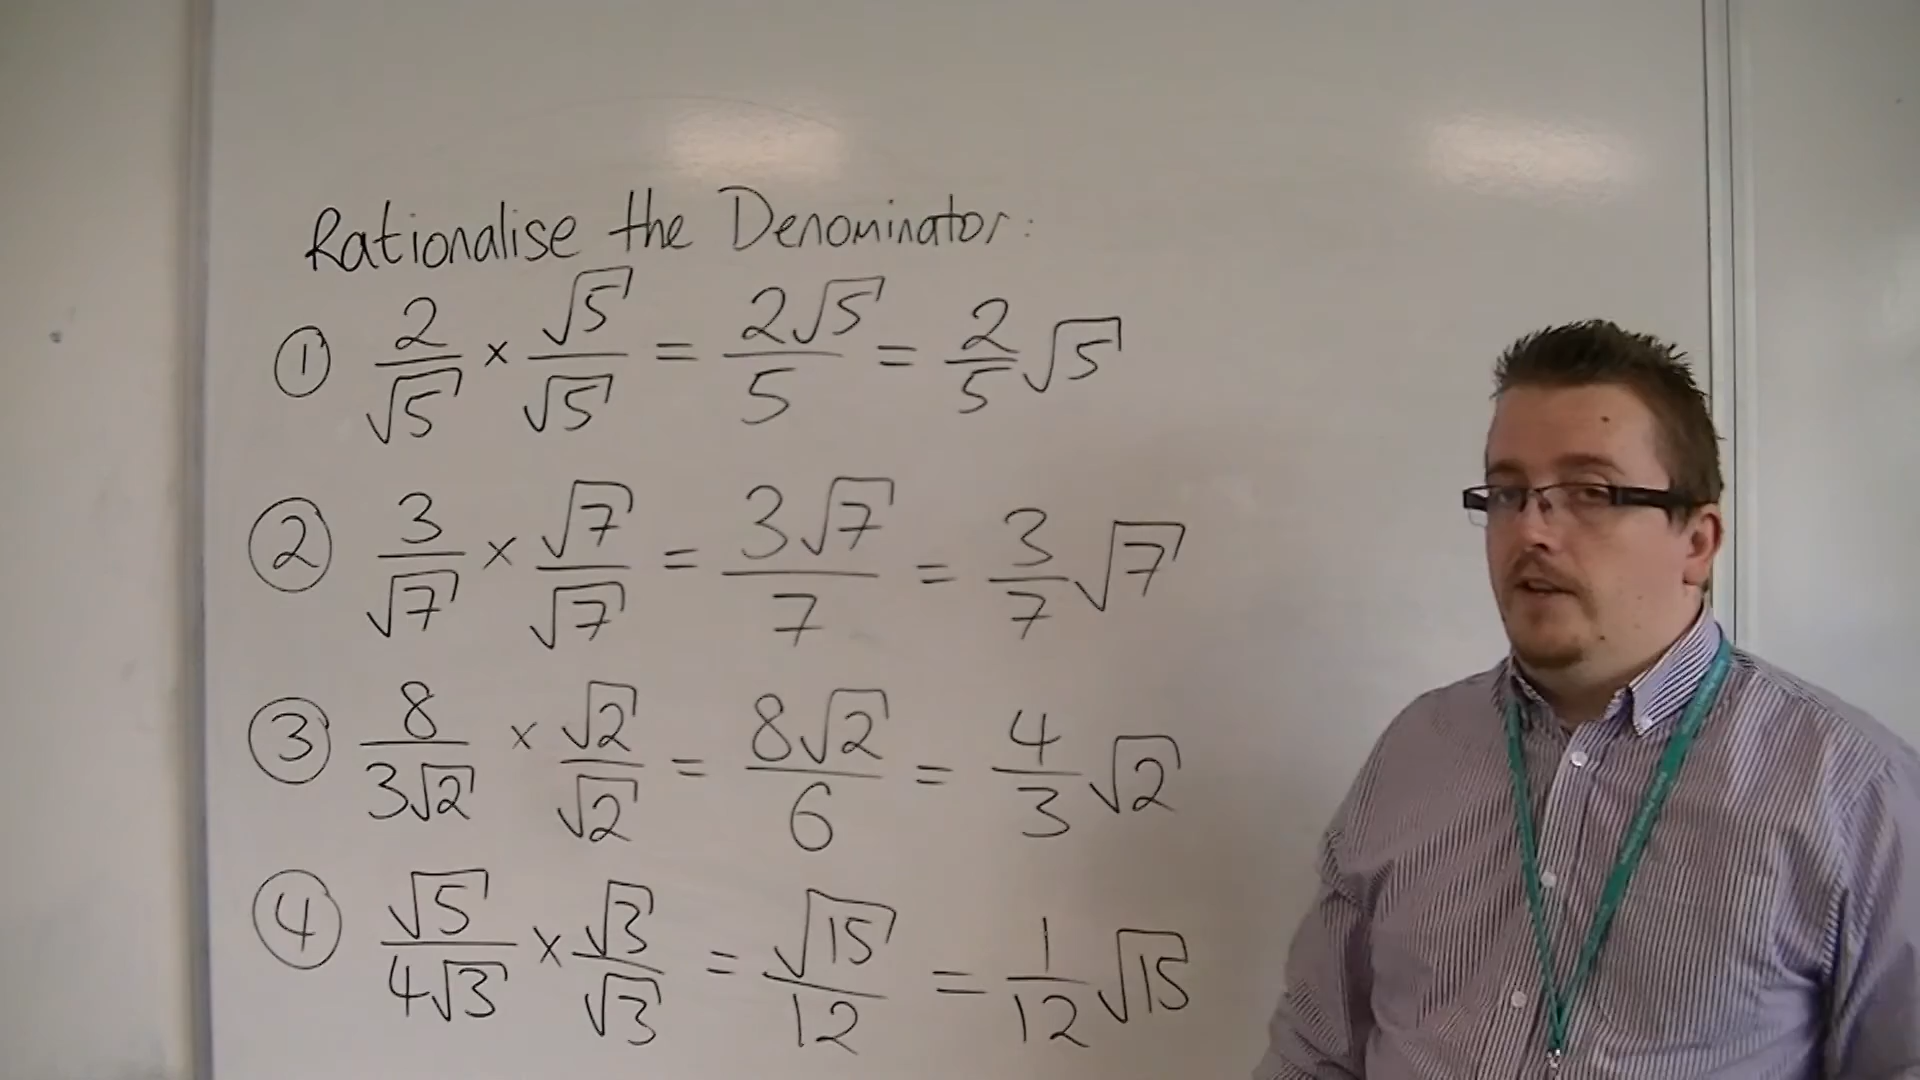 Rationalise the Denominator:
① 2/√5 × √5/√5 = 2√5/5 = 2/5 √5
② 3/√7 × √7/√7 = 3√7/7 = 3/7 √7
③ 8/3√2 × √2/√2 = 8√2/6 = 4/3 √2
④ √5/4√3 × √3/√3 = √15/12 = 1/12 √15